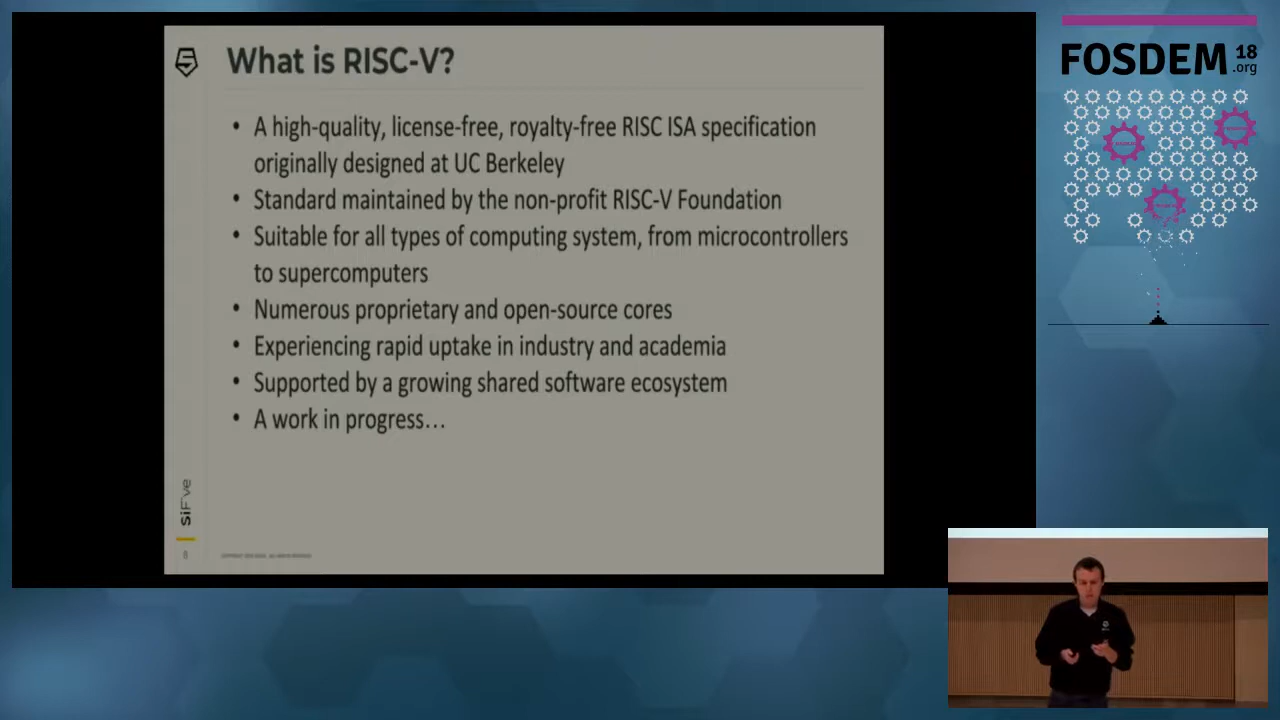 What is RISC-V?
• A high-quality, license-free, royalty-free RISC ISA specification
originally designed at UC Berkeley
• Standard maintained by the non-profit RISC-V Foundation
• Suitable for all types of computing system, from microcontrollers
to supercomputers
• Numerous proprietary and open-source cores
• Experiencing rapid uptake in industry and academia
• Supported by a growing shared software ecosystem
• A work in progress…
SiFive
8
FOSDEM 18
.org